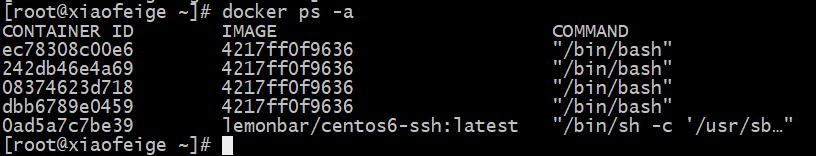 [root@xiaofeige ~]# docker ps -a
CONTAINER ID IMAGE COMMAND
ec78308c00e6 4217ff0f9636 "/bin/bash"
242db46e4a69 4217ff0f9636 "/bin/bash"
08374623d718 4217ff0f9636 "/bin/bash"
dbb6789e0459 4217ff0f9636 "/bin/bash"
0ad5a7c7be39 lemonbar/centos6-ssh:latest "/bin/sh -c '/usr/sb…"
[root@xiaofeige ~]#